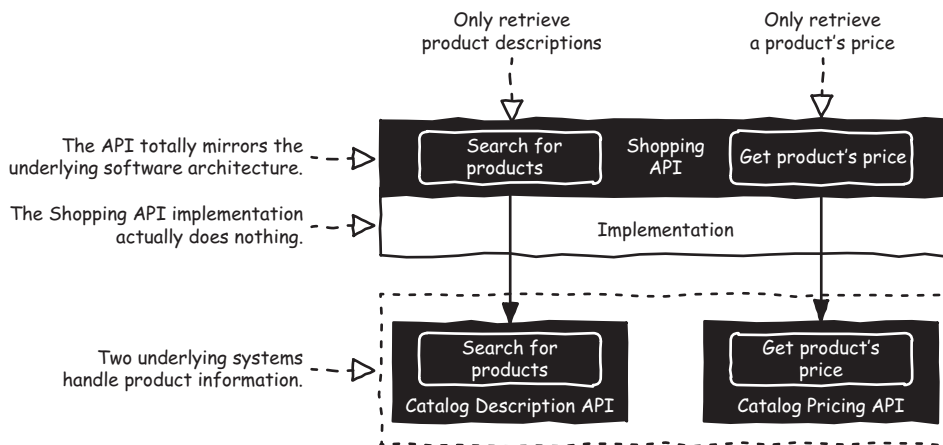 Only retrieve
product descriptions
Only retrieve
a product's price
The API totally mirrors the
underlying software architecture.
Search for
products
Shopping
API
Get product's price
The Shopping API implementation
actually does nothing.
Implementation
Two underlying systems
handle product information.
Search for
products
Catalog Description API
Get product's
price
Catalog Pricing API